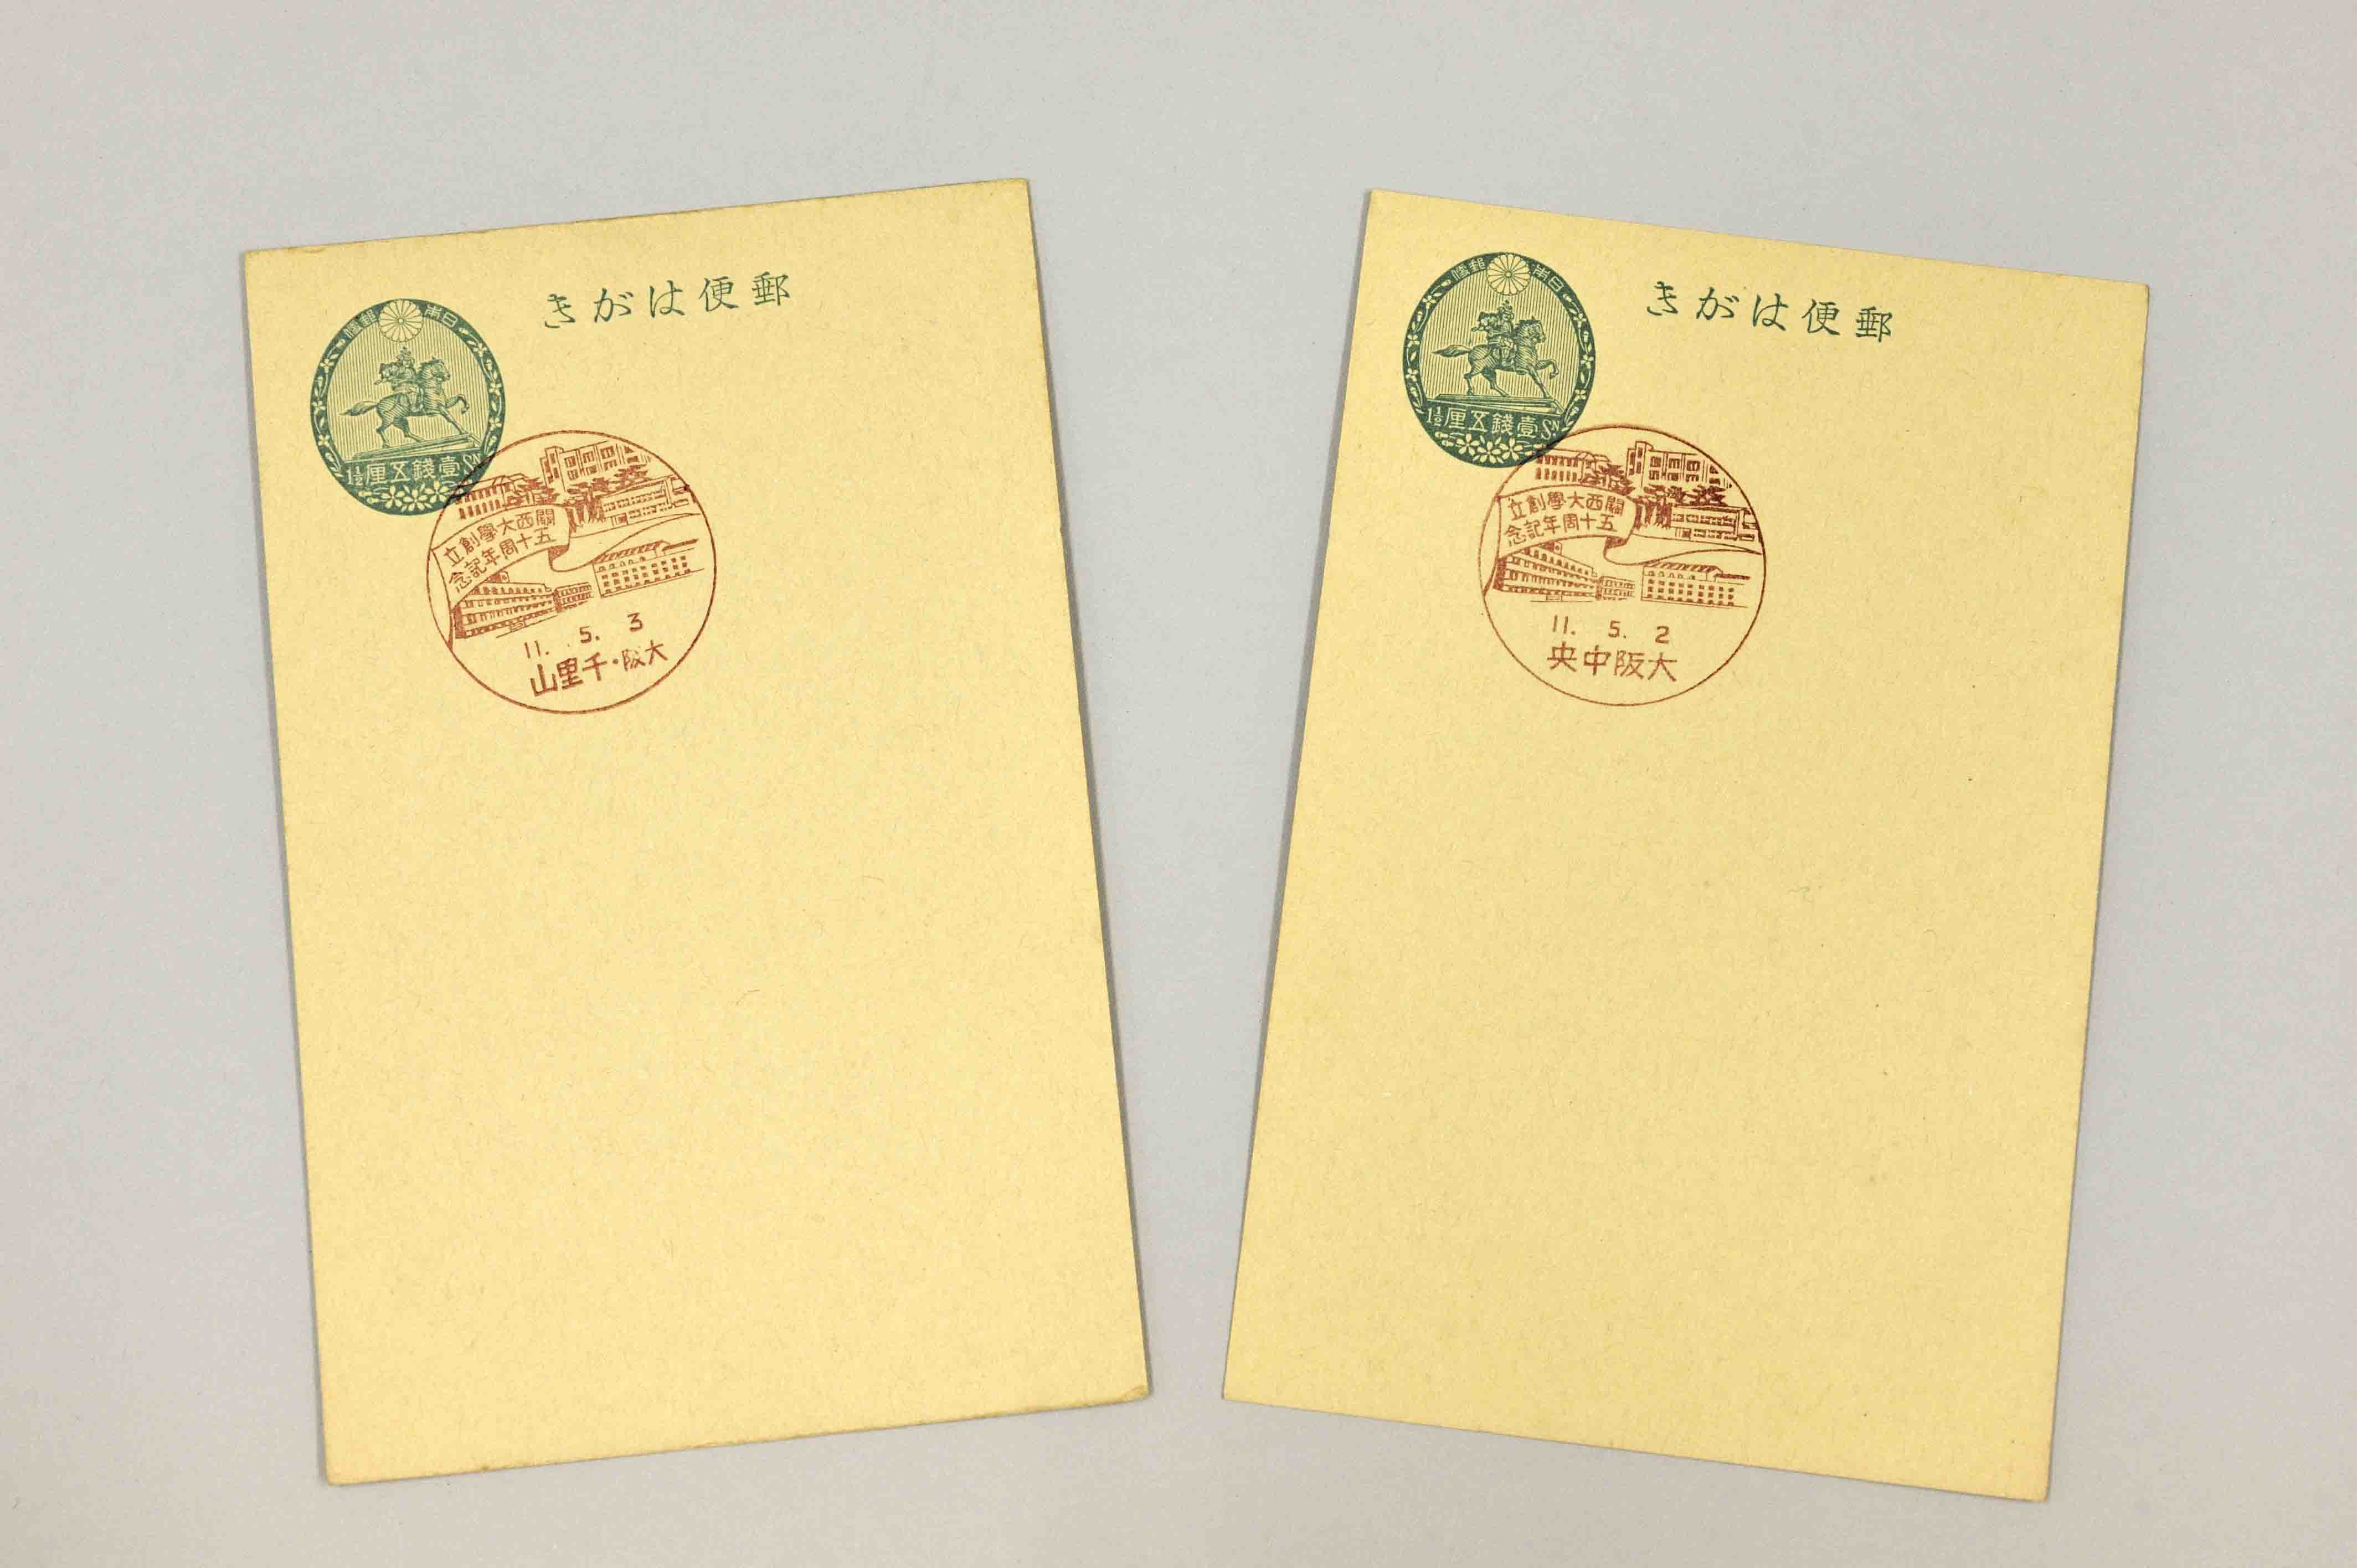 郵便はがき
日本郵便
壹錢五厘
1½ Sn
關西大學創立
五十周年記念
11. 5. 3
大阪・千里山
郵便はがき
日本郵便
壹錢五厘
1½ Sn
關西大學創立
五十周年記念
11. 5. 2
大阪中央